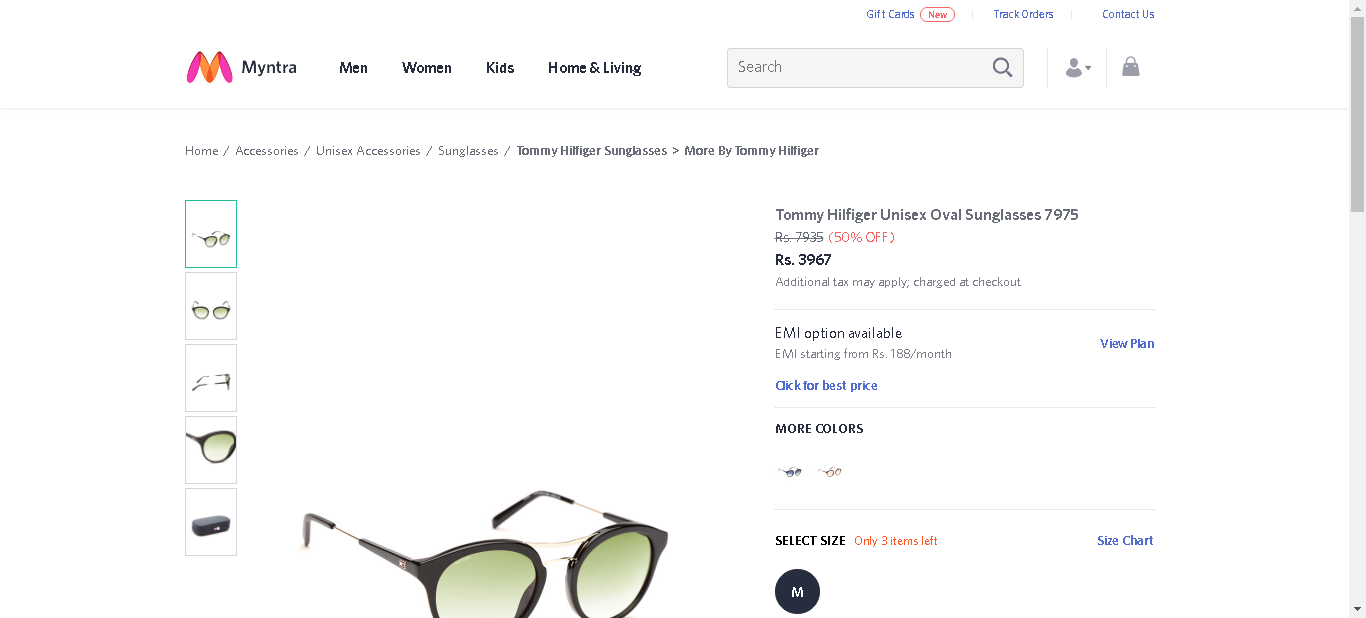 Gift Cards New Track Orders Contact Us
Myntra Men Women Kids Home & Living Search
Home / Accessories / Unisex Accessories / Sunglasses / Tommy Hilfiger Sunglasses > More By Tommy Hilfiger
Tommy Hilfiger Unisex Oval Sunglasses 7975
Rs. 7935 (50% OFF)
Rs. 3967
Additional tax may apply; charged at checkout
EMI option available
EMI starting from Rs. 188/month
View Plan
Click for best price
MORE COLORS
SELECT SIZE Only 3 items left Size Chart
M